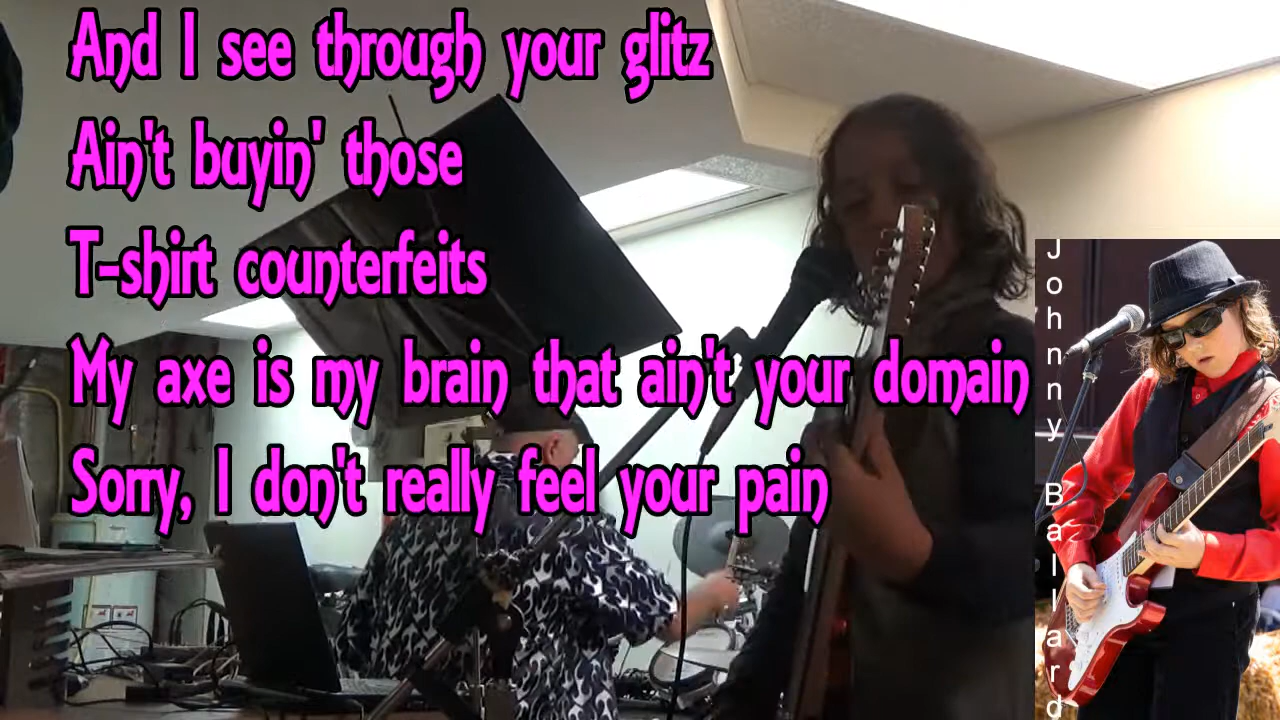 And I see through your glitz
Ain't buyin' those
T-shirt counterfeits
My axe is my brain that ain't your domain
Sorry, I don't really feel your pain
Johnny Ballard